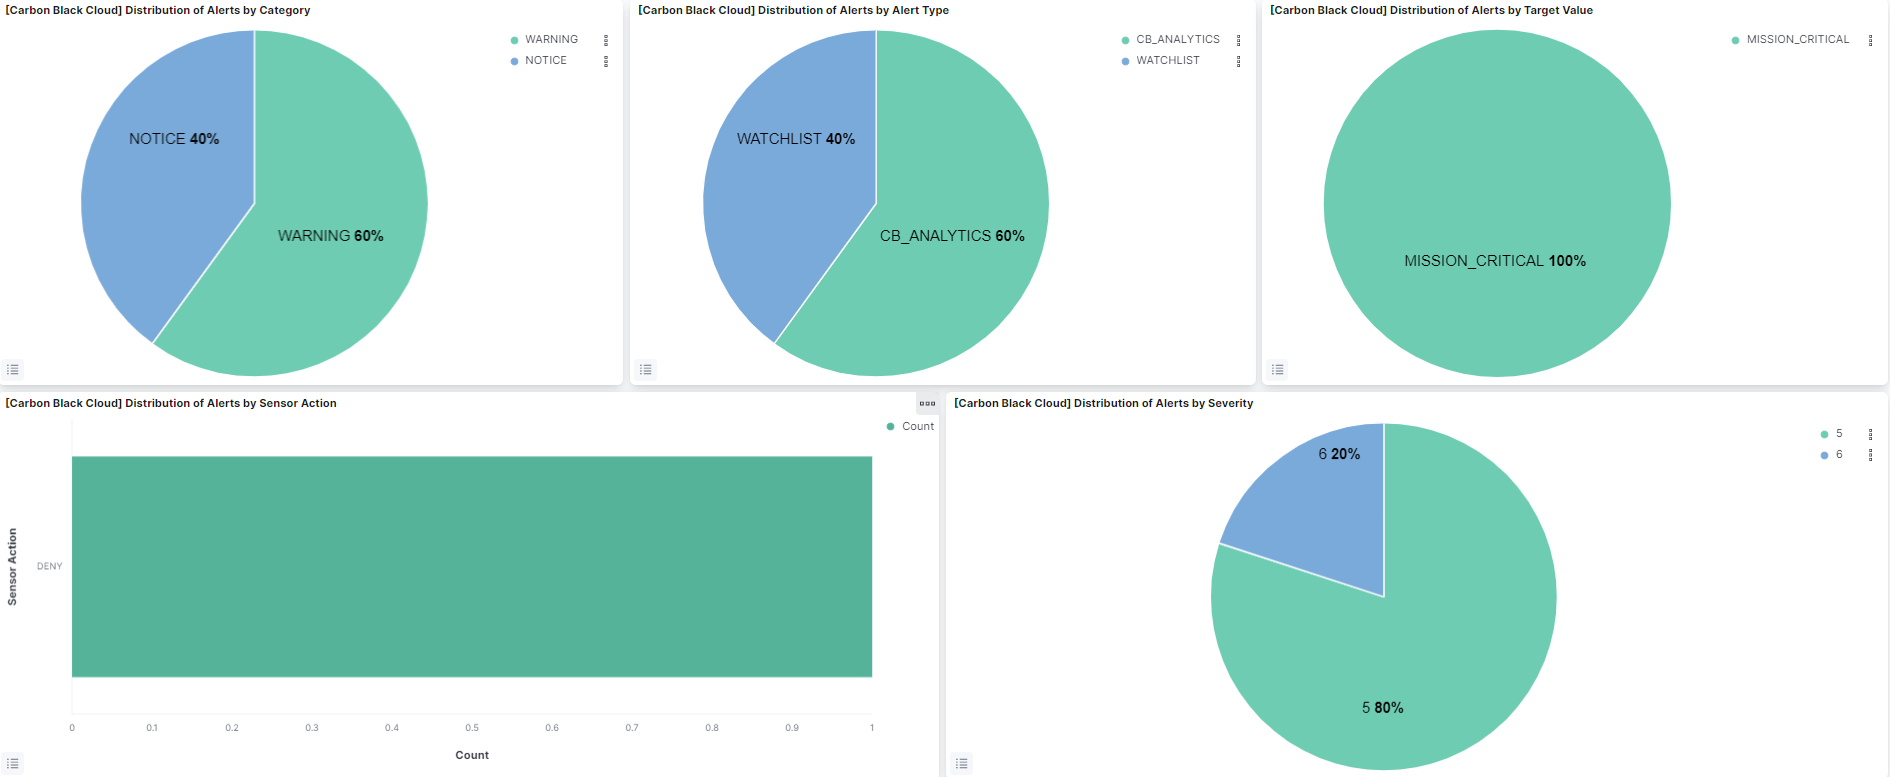 [Carbon Black Cloud] Distribution of Alerts by Category
WARNING
NOTICE
NOTICE 40%
WARNING 60%
[Carbon Black Cloud] Distribution of Alerts by Alert Type
CB_ANALYTICS
WATCHLIST
WATCHLIST 40%
CB_ANALYTICS 60%
[Carbon Black Cloud] Distribution of Alerts by Target Value
MISSION_CRITICAL
MISSION_CRITICAL 100%
[Carbon Black Cloud] Distribution of Alerts by Sensor Action
Count
Sensor Action
DENY
0 0.1 0.2 0.3 0.4 0.5 0.6 0.7 0.8 0.9 1
Count
[Carbon Black Cloud] Distribution of Alerts by Severity
5
6
6 20%
5 80%